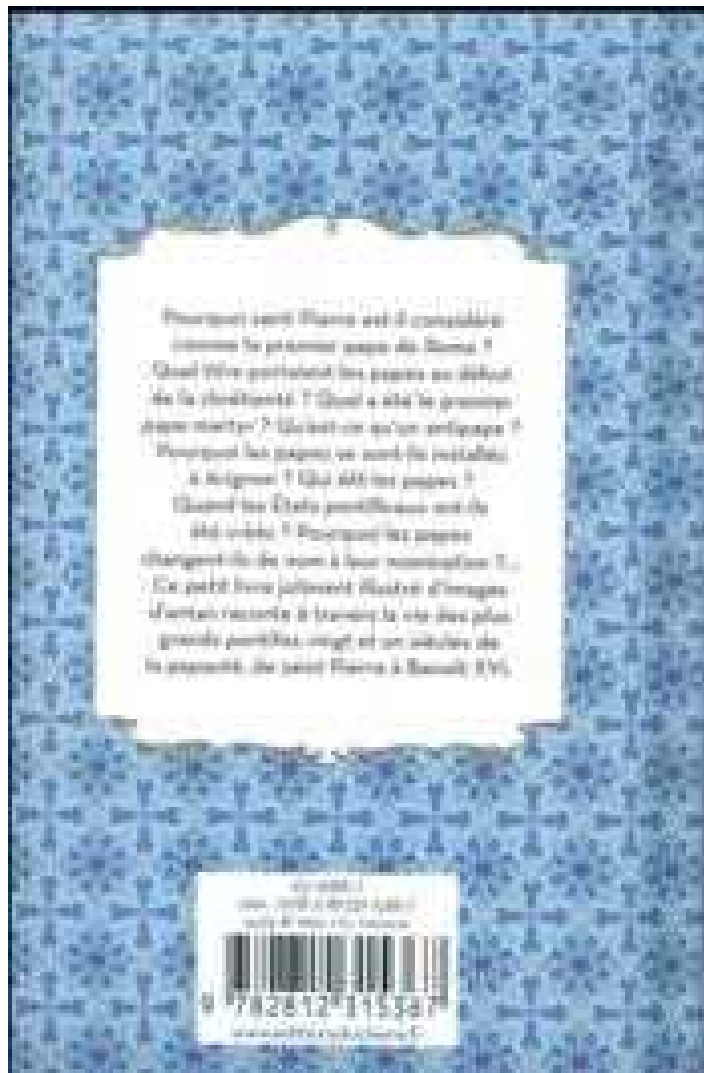 Pourquoi saint Pierre est-il considéré
comme le premier pape de Rome ?
Quel titre portaient les papes au début
de la chrétienté ? Quel a été le premier
pape martyr ? Qu'est-ce qu'un antipape ?
Pourquoi les papes se sont-ils installés
à Avignon ? Qui élit les papes ?
Quand les États pontificaux ont-ils
été créés ? Pourquoi les papes
changent-ils de nom à leur nomination ?...
Ce petit livre joliment illustré d'images
d'antan raconte à travers la vie des plus
grands pontifes vingt et un siècles de
la papauté, de saint Pierre à Benoît XVI.
9 782812 315367